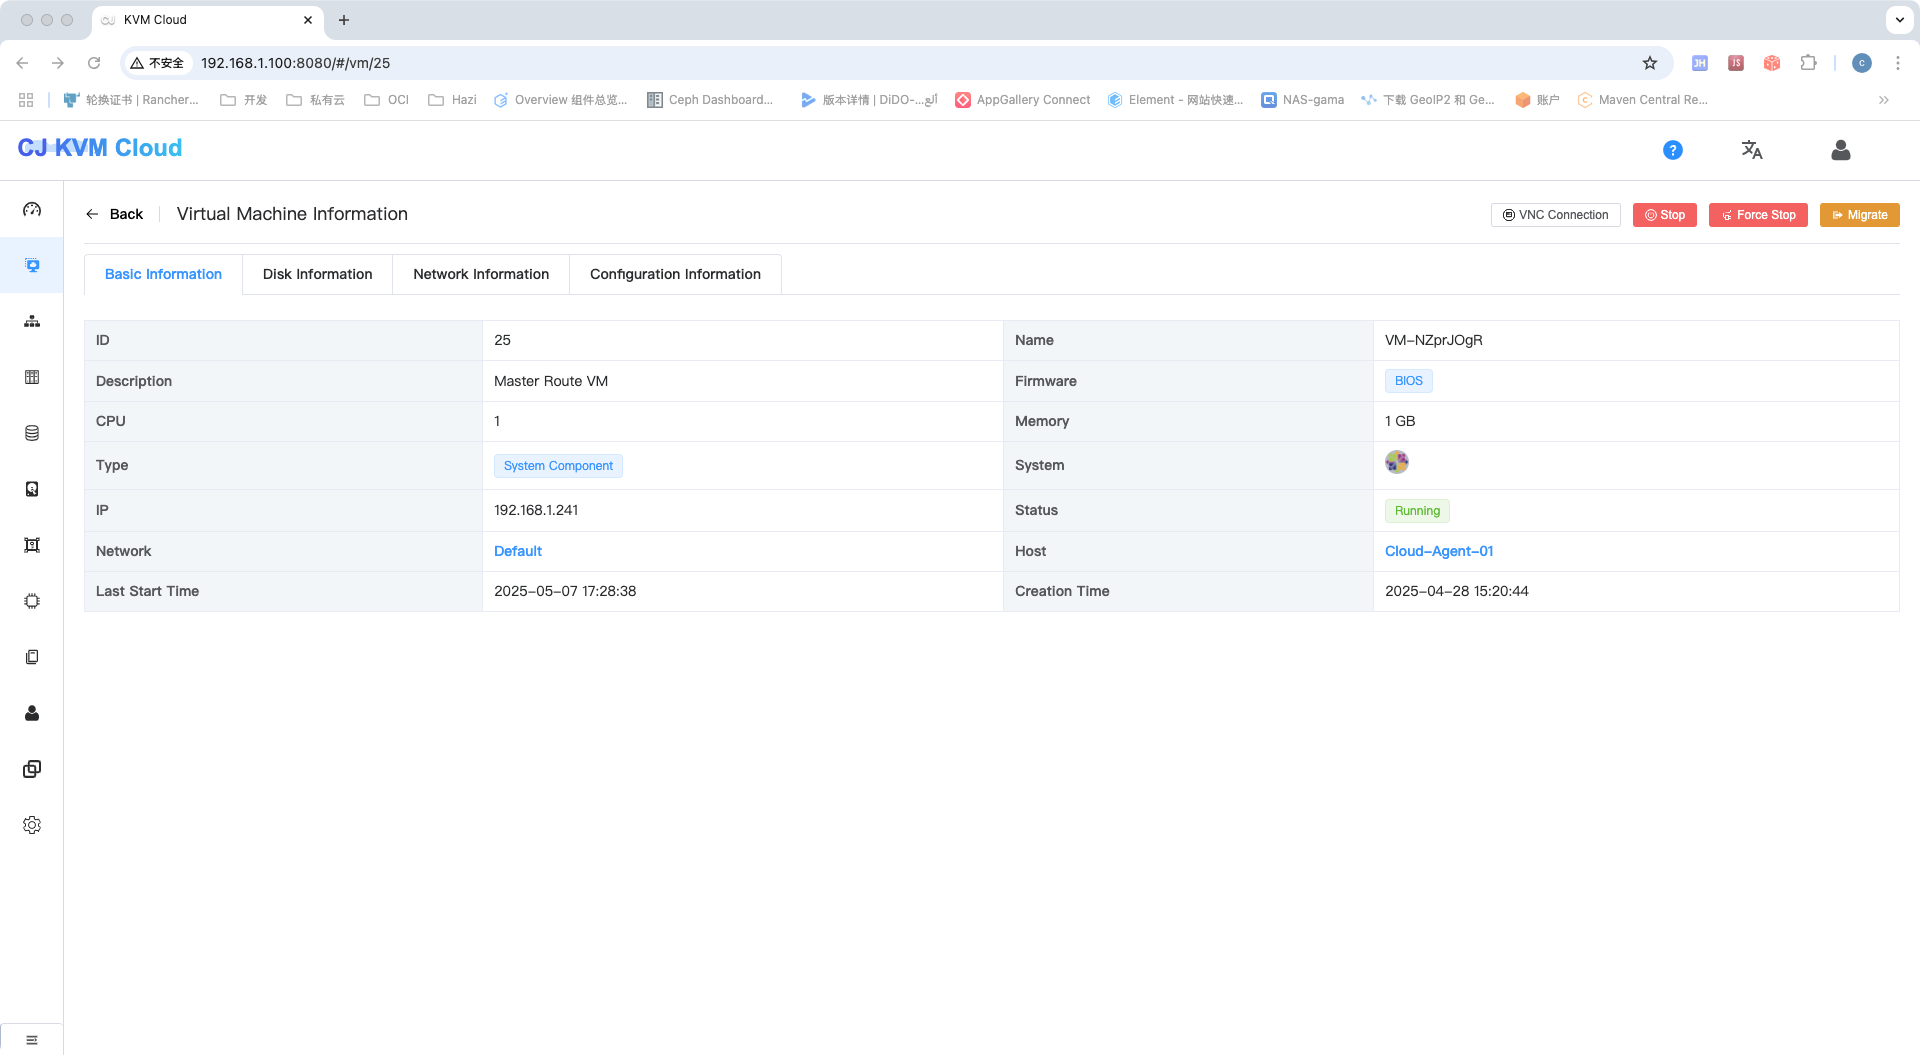 KVM Cloud
不安全 192.168.1.100:8080/#/vm/25
轮换证书 | Rancher... 开发 私有云 OCI Hazi Overview 组件总览... Ceph Dashboard... 版本详情 | DiDO-... AppGallery Connect Element - 网站快速... NAS-gama 下载 GeoIP2 和 Ge... 账户 Maven Central Re...
CJ KVM Cloud
Back Virtual Machine Information VNC Connection Stop Force Stop Migrate
Basic Information Disk Information Network Information Configuration Information
ID 25 Name VM-NZprJOgR
Description Master Route VM Firmware BIOS
CPU 1 Memory 1 GB
Type System Component System
IP 192.168.1.241 Status Running
Network Default Host Cloud-Agent-01
Last Start Time 2025-05-07 17:28:38 Creation Time 2025-04-28 15:20:44